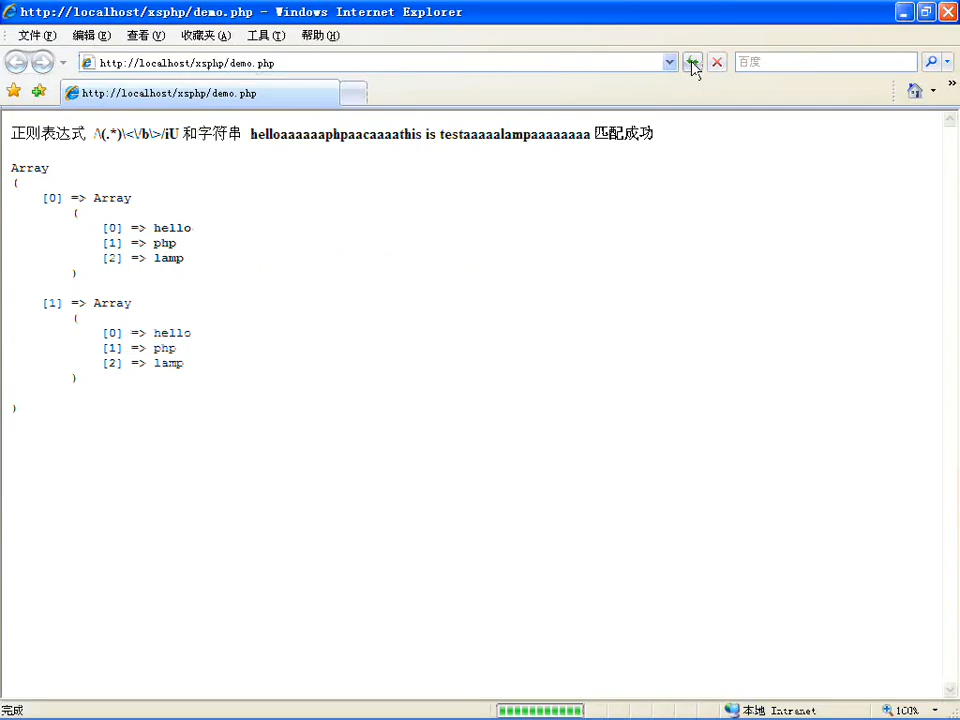 http://localhost/xsphp/demo.php - Windows Internet Explorer
文件(F) 编辑(E) 查看(V) 收藏夹(A) 工具(T) 帮助(H)
http://localhost/xsphp/demo.php 百度
http://localhost/xsphp/demo.php
正则表达式 /\(.*)\<\/b\>/iU 和字符串 helloaaaaaaphpaacaaaathis is testaaaaalampaaaaaaaa 匹配成功
Array
(
[0] => Array
(
[0] => hello
[1] => php
[2] => lamp
)
[1] => Array
(
[0] => hello
[1] => php
[2] => lamp
)
)
完成 本地 Intranet 100%